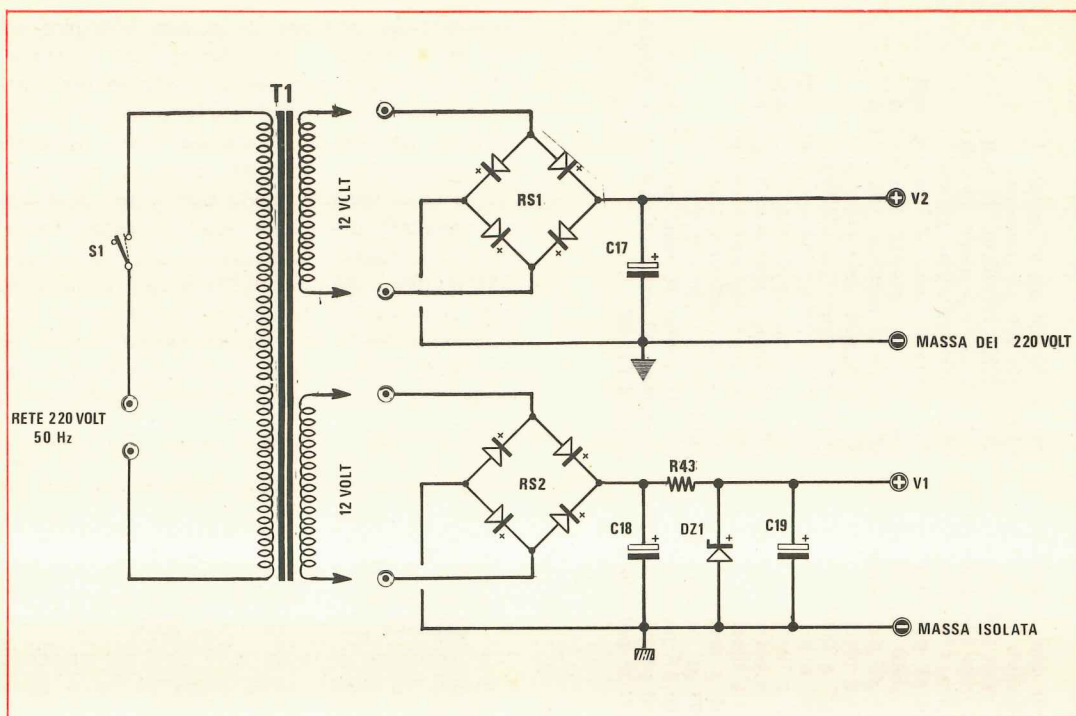 T1
12 VOLT
RS1
V2
C17
S1
MASSA DEI 220 VOLT
RETE 220 VOLT
50 Hz
12 VOLT
RS2
R43
V1
C18
DZ1
C19
MASSA ISOLATA